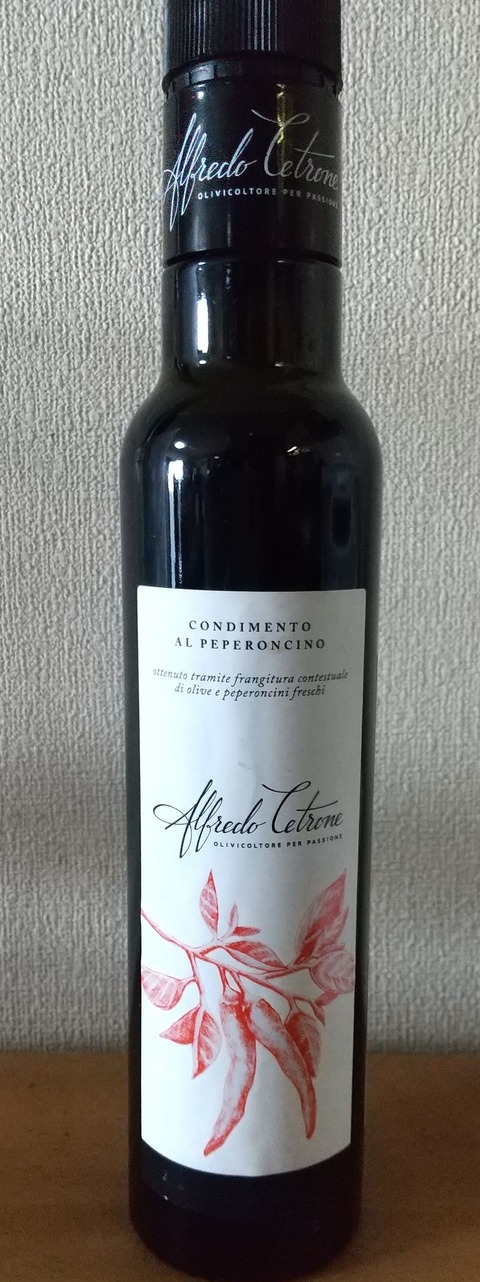 Alfredo Cetrone
OLIVICOLTORE PER PASSIONE
CONDIMENTO
AL PEPERONCINO
ottenuto tramite frangitura contestuale
di olive e peperoncini freschi
Alfredo Cetrone
OLIVICOLTORE PER PASSIONE